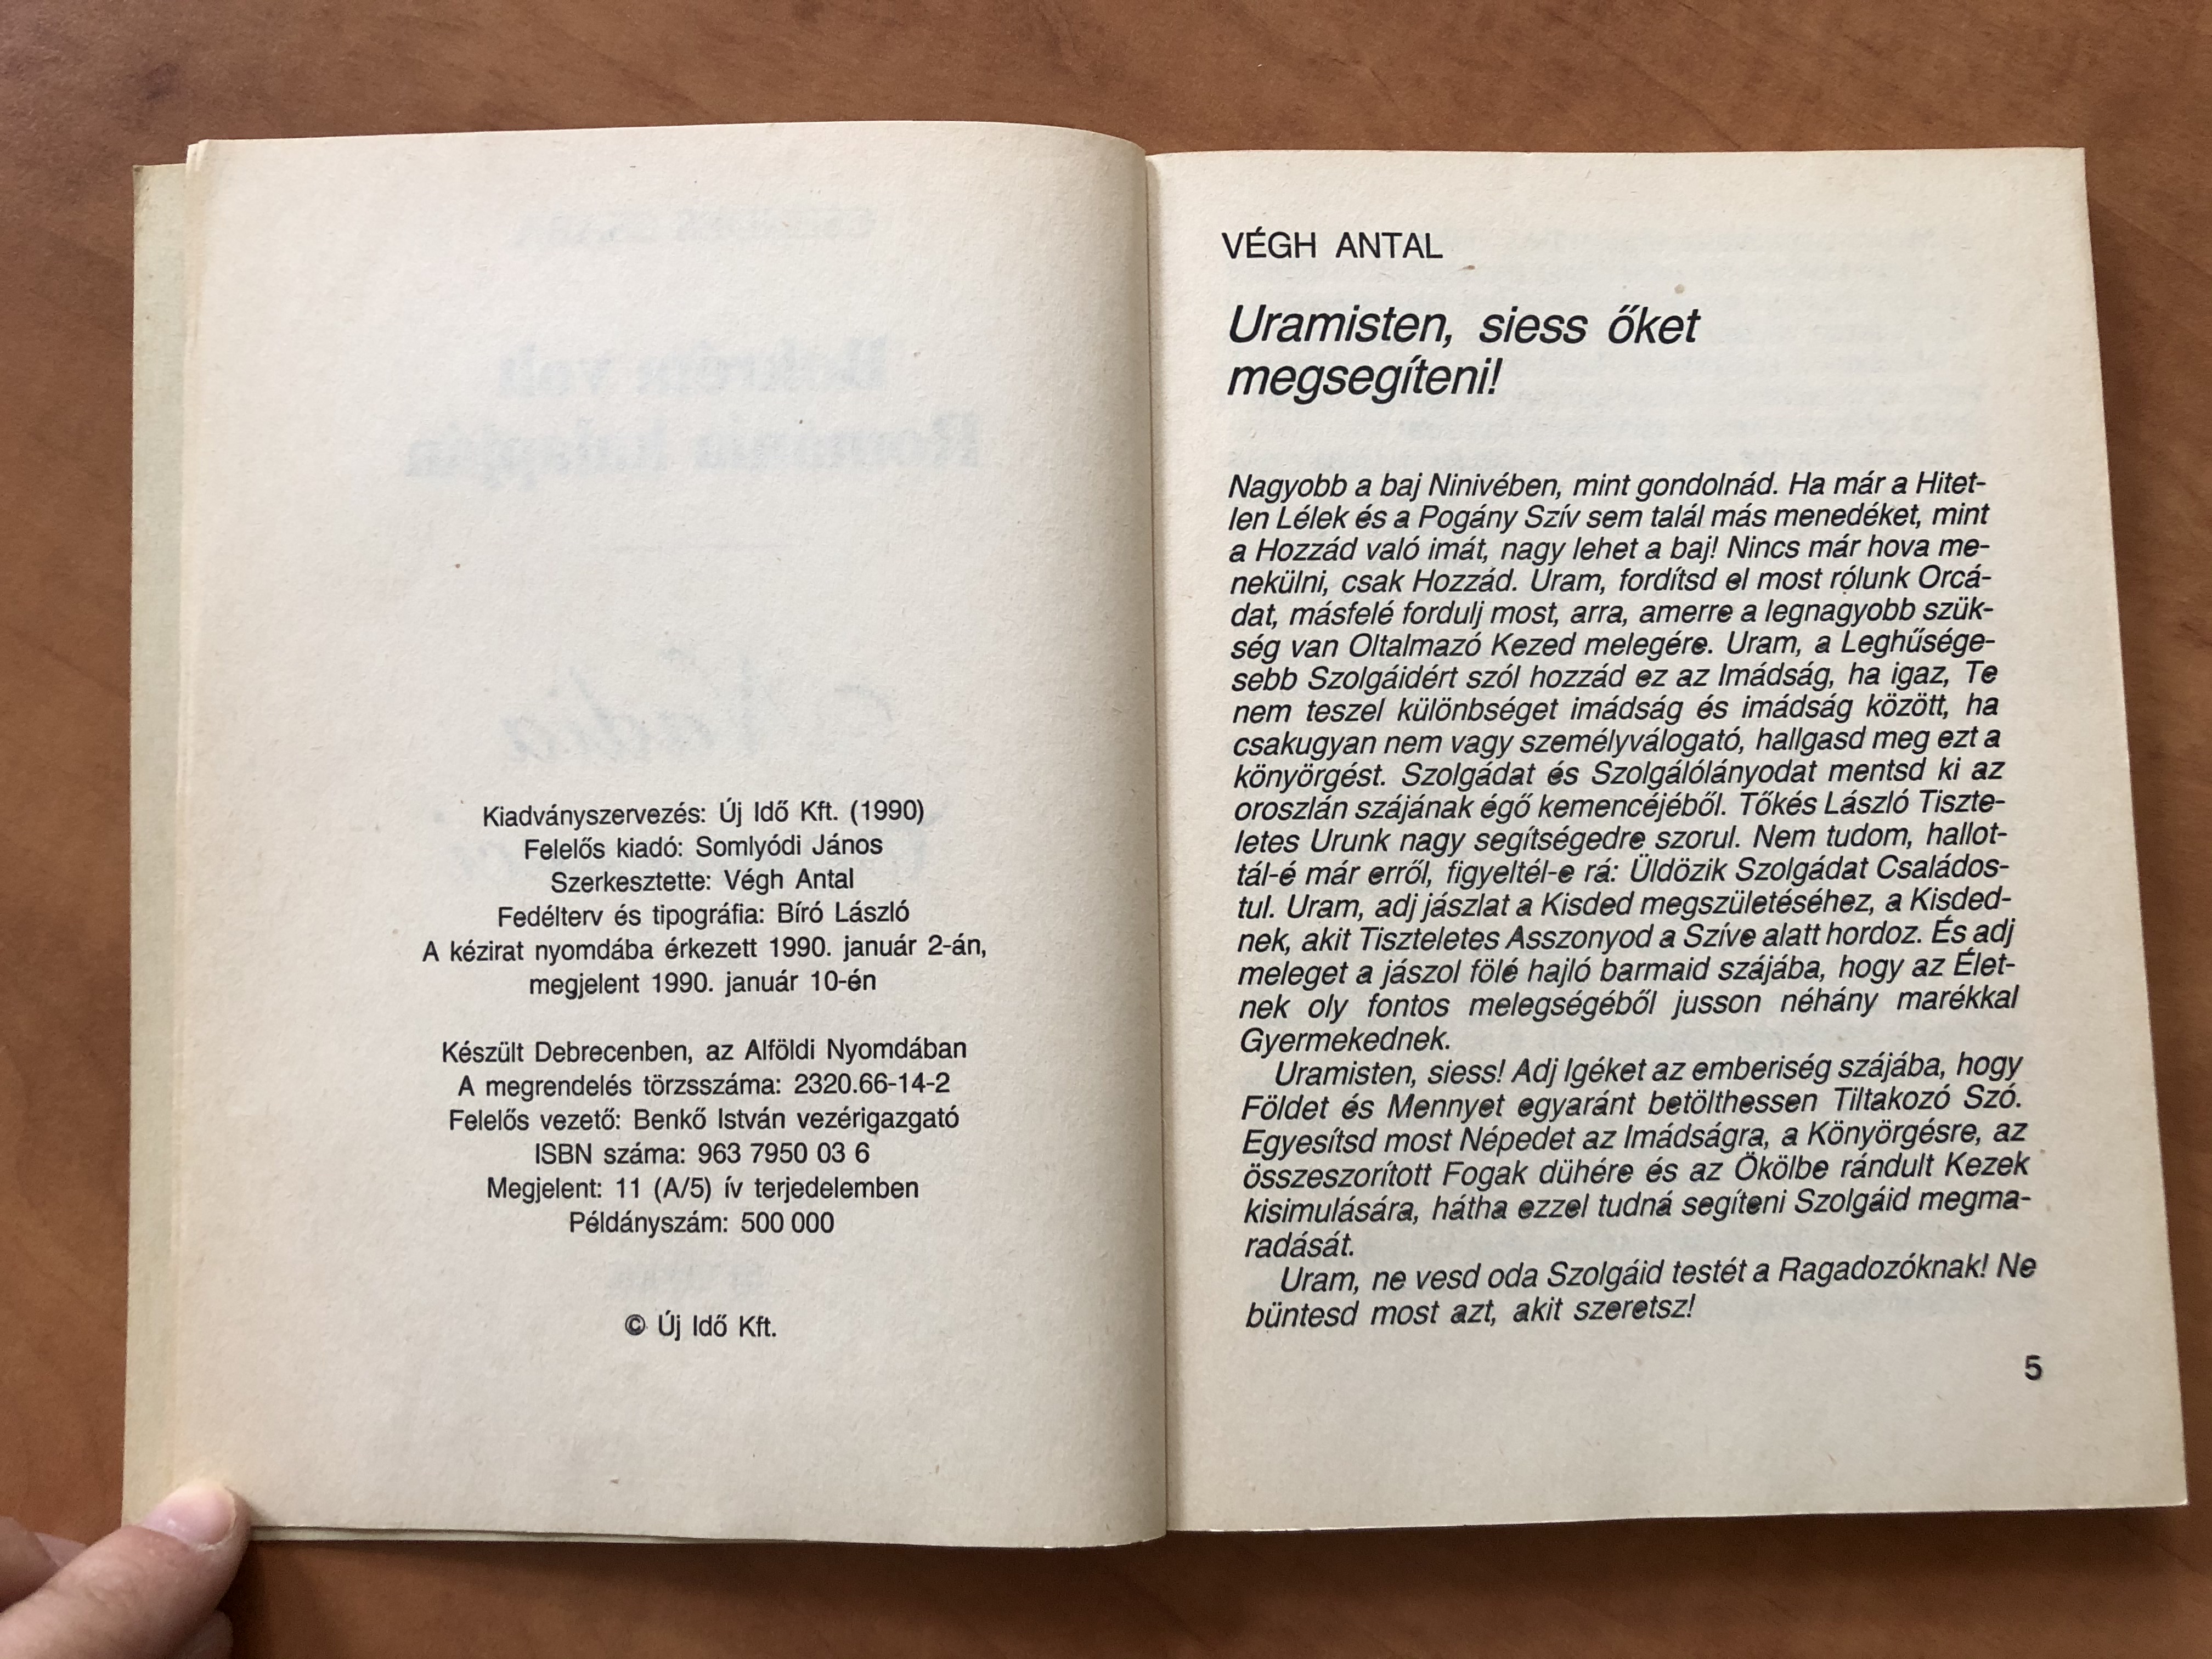 Kiadványszervezés: Új Idő Kft. (1990)
Felelős kiadó: Somlyódi János
Szerkesztette: Végh Antal
Fedélterv és tipográfia: Bíró László
A kézirat nyomdába érkezett 1990. január 2-án,
megjelent 1990. január 10-én
Készült Debrecenben, az Alföldi Nyomdában
A megrendelés törzsszáma: 2320.66-14-2
Felelős vezető: Benkő István vezérigazgató
ISBN száma: 963 7950 03 6
Megjelent: 11 (A/5) ív terjedelemben
Példányszám: 500 000
© Új Idő Kft.
VÉGH ANTAL
Uramisten, siess őket
megsegíteni!
Nagyobb a baj Ninivében, mint gondolnád. Ha már a Hitet-
len Lélek és a Pogány Szív sem talál más menedéket, mint
a Hozzád való imát, nagy lehet a baj! Nincs már hova me-
nekülni, csak Hozzád. Uram, fordítsd el most rólunk Orcá-
dat, másfelé fordulj most, arra, amerre a legnagyobb szük-
ség van Oltalmazó Kezed melegére. Uram, a Leghűsége-
sebb Szolgáidért szól hozzád ez az Imádság, ha igaz, Te
nem teszel különbséget imádság és imádság között, ha
csakugyan nem vagy személyválogató, hallgasd meg ezt a
könyörgést. Szolgádat és Szolgálólányodat mentsd ki az
oroszlán szájának égő kemencéjéből. Tőkés László Tiszte-
letes Urunk nagy segítségedre szorul. Nem tudom, hallot-
tál-é már erről, figyeltél-e rá: Üldözik Szolgádat Családos-
tul. Uram, adj jászlat a Kisded megszületéséhez, a Kisded-
nek, akit Tiszteletes Asszonyod a Szíve alatt hordoz. És adj
meleget a jászol fölé hajló barmaid szájába, hogy az Élet-
nek oly fontos melegségéből jusson néhány marékkal
Gyermekednek.
Uramisten, siess! Adj Igéket az emberiség szájába, hogy
Földet és Mennyet egyaránt betölthessen Tiltakozó Szó.
Egyesítsd most Népedet az Imádságra, a Könyörgésre, az
összeszorított Fogak dühére és az Ökölbe rándult Kezek
kisimulására, hátha ezzel tudná segíteni Szolgáid megma-
radását.
Uram, ne vesd oda Szolgáid testét a Ragadozóknak! Ne
büntesd most azt, akit szeretsz!
5